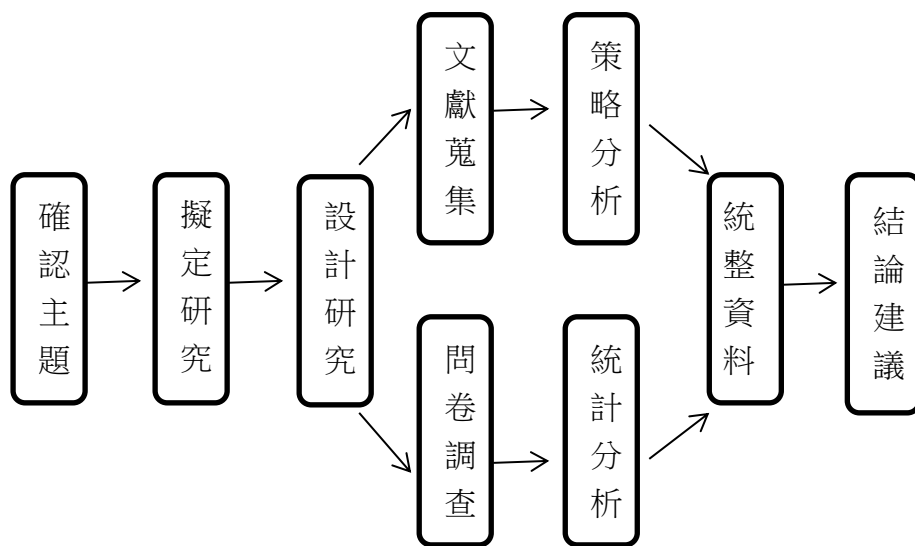 確認主題
擬定研究
設計研究
文獻蒐集
策略分析
問卷調查
統計分析
統整資料
結論建議